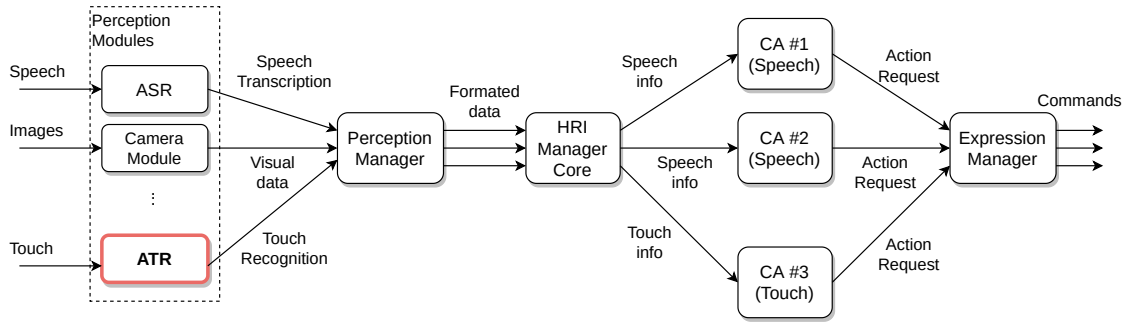 Perception
Modules
Speech
ASR
Speech
Transcription
Images
Camera
Module
Visual
data
⋮
Touch
ATR
Touch
Recognition
Perception
Manager
Formated
data
HRI
Manager
Core
Speech
info
Speech
info
Touch
info
CA #1
(Speech)
CA #2
(Speech)
CA #3
(Touch)
Action
Request
Action
Request
Action
Request
Expression
Manager
Commands